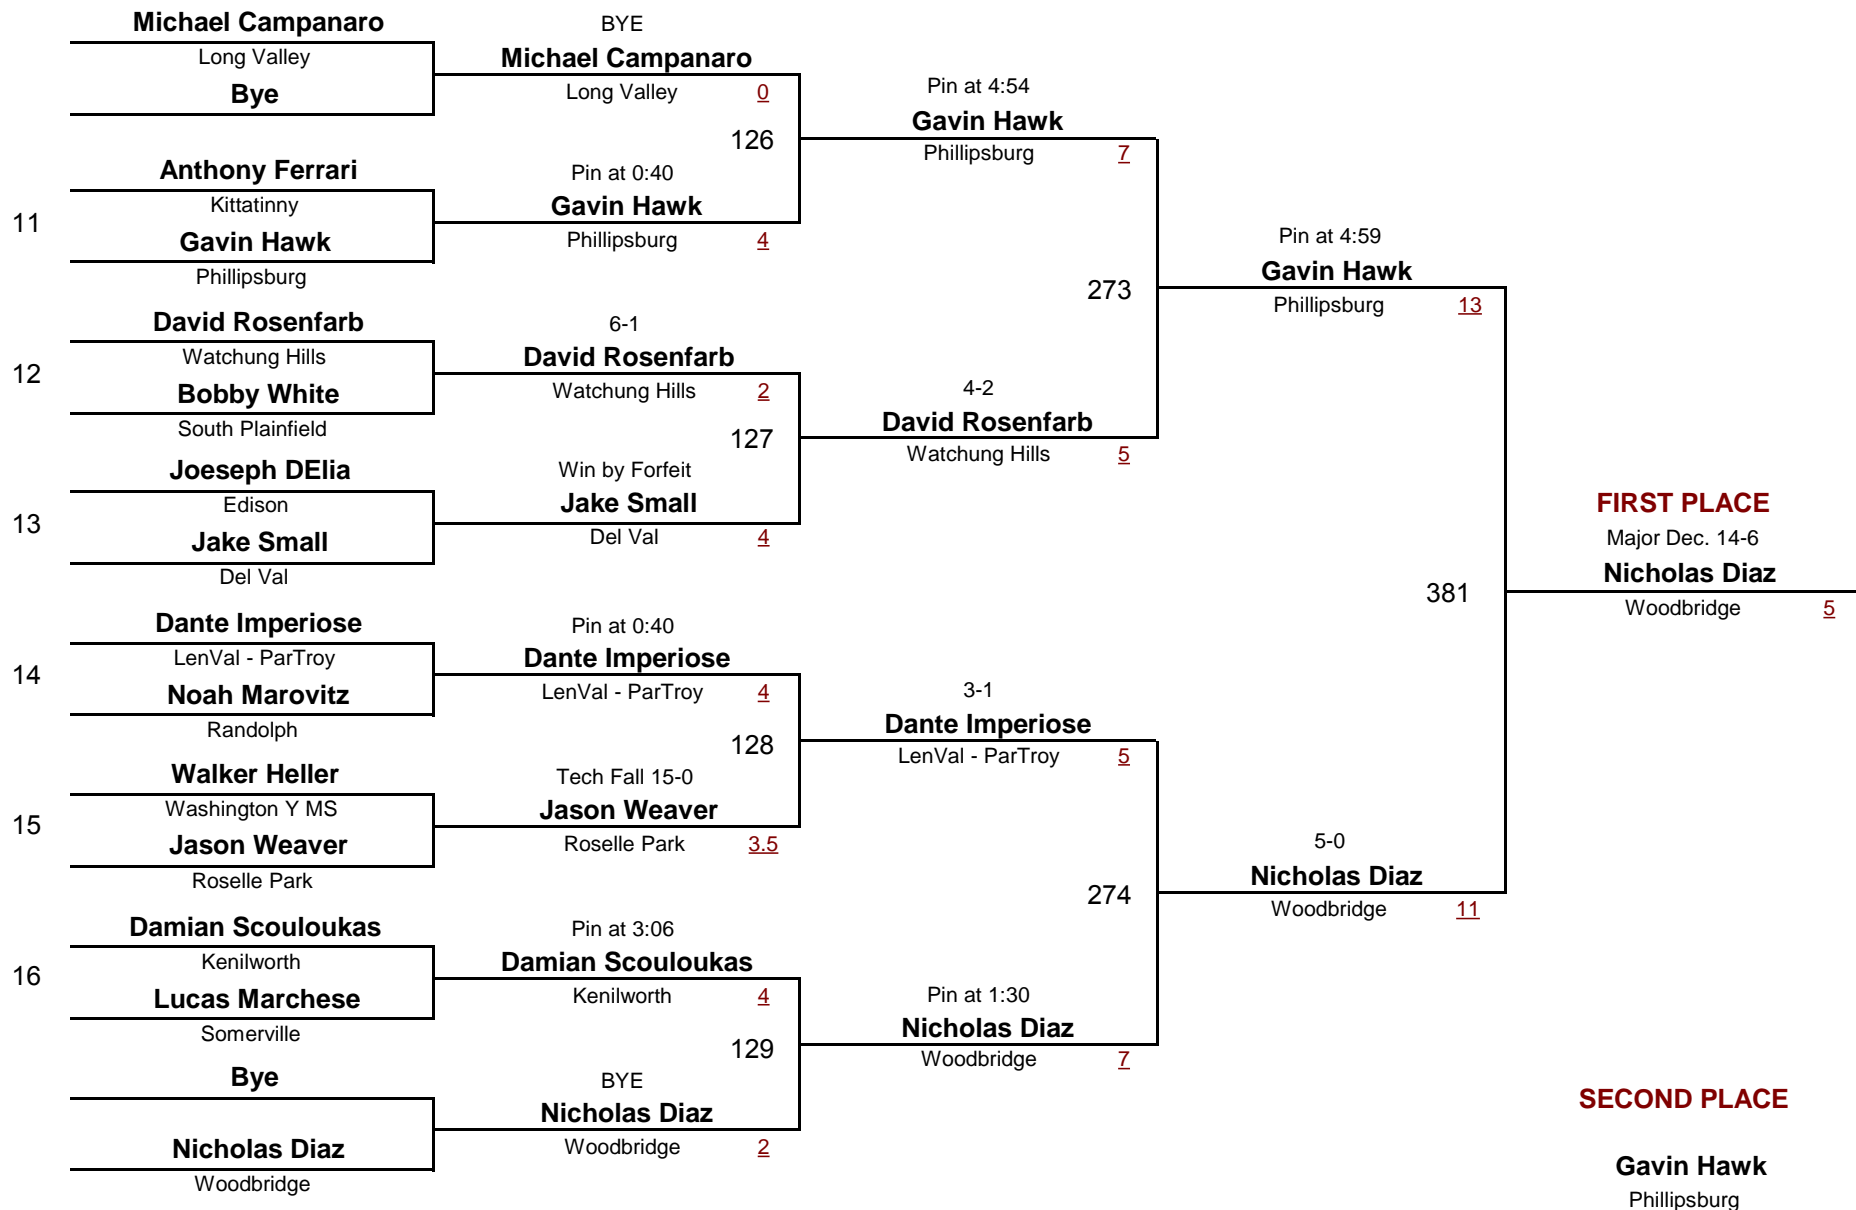 Michael Campanaro
Long Valley
Bye
11
Anthony Ferrari
Kittatinny
Gavin Hawk
Phillipsburg
12
David Rosenfarb
Watchung Hills
Bobby White
South Plainfield
13
Joeseph DElia
Edison
Jake Small
Del Val
14
Dante Imperiose
LenVal - ParTroy
Noah Marovitz
Randolph
15
Walker Heller
Washington Y MS
Jason Weaver
Roselle Park
16
Damian Scouloukas
Kenilworth
Lucas Marchese
Somerville
Bye
Nicholas Diaz
Woodbridge
BYE
Michael Campanaro
Long Valley 0
126
Pin at 0:40
Gavin Hawk
Phillipsburg 4
6-1
David Rosenfarb
Watchung Hills 2
127
Win by Forfeit
Jake Small
Del Val 4
Pin at 0:40
Dante Imperiose
LenVal - ParTroy 4
128
Tech Fall 15-0
Jason Weaver
Roselle Park 3.5
Pin at 3:06
Damian Scouloukas
Kenilworth 4
129
BYE
Nicholas Diaz
Woodbridge 2
Pin at 4:54
Gavin Hawk
Phillipsburg 7
273
4-2
David Rosenfarb
Watchung Hills 5
3-1
Dante Imperiose
LenVal - ParTroy 5
274
Pin at 1:30
Nicholas Diaz
Woodbridge 7
Pin at 4:59
Gavin Hawk
Phillipsburg 13
381
5-0
Nicholas Diaz
Woodbridge 11
FIRST PLACE
Major Dec. 14-6
Nicholas Diaz
Woodbridge 5
SECOND PLACE
Gavin Hawk
Phillipsburg